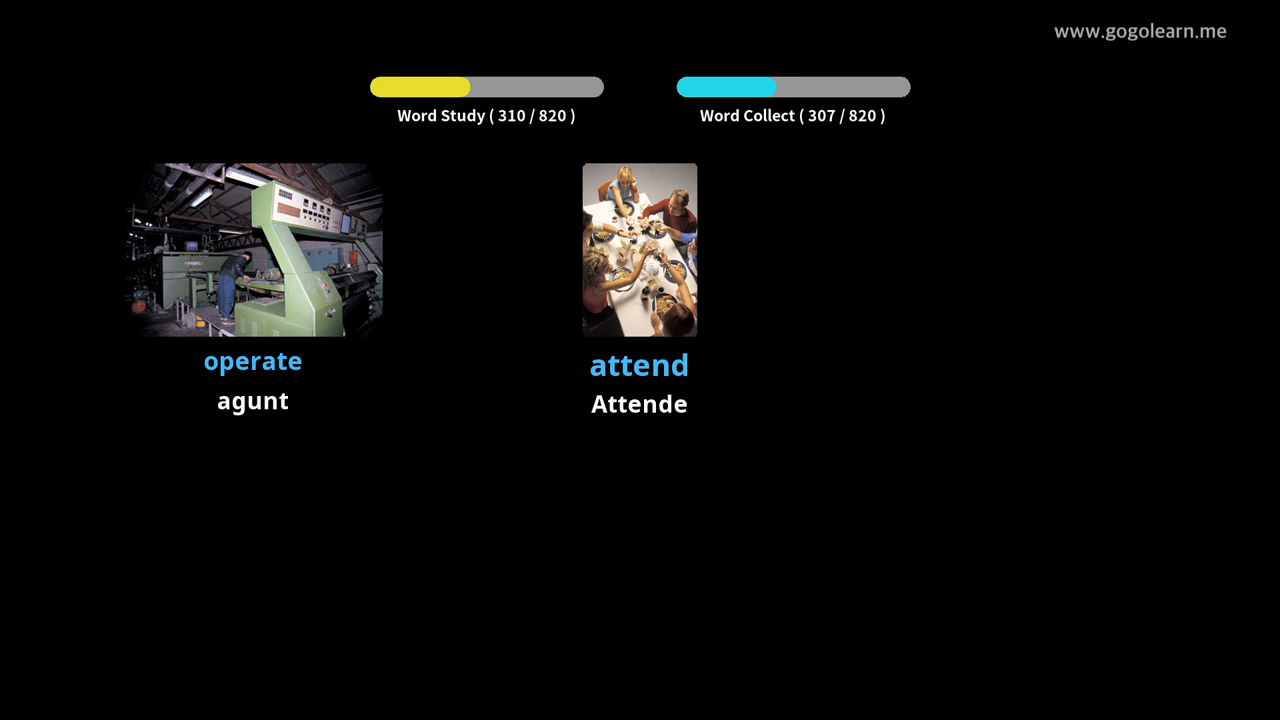 www.gogolearn.me
Word Study ( 310 / 820 )
Word Collect ( 307 / 820 )
operate
agunt
attend
Attende